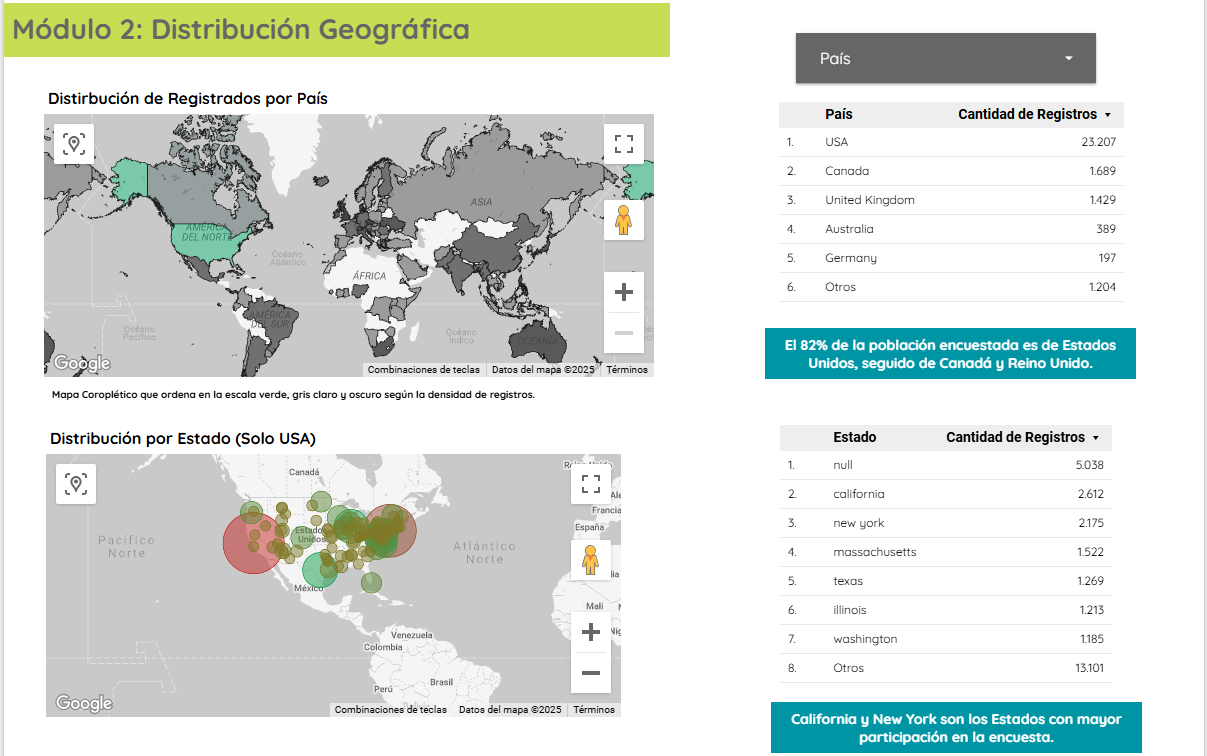 Módulo 2: Distribución Geográfica
País
Distirbución de Registrados por País
País Cantidad de Registros
1. USA 23.207
2. Canada 1.689
3. United Kingdom 1.429
4. Australia 389
5. Germany 197
6. Otros 1.204
ASIA
AMÉRICA
DEL NORTE
Océano
Atlántico
ÁFRICA
AMÉRICA
DEL SUR
Océano
Pacífico
Océano
Índico
OCEANÍA
Google
Combinaciones de teclas Datos del mapa ©2025 Términos
El 82% de la población encuestada es de Estados
Unidos, seguido de Canadá y Reino Unido.
Mapa Coroplético que ordena en la escala verde, gris claro y oscuro según la densidad de registros.
Distribución por Estado (Solo USA)
Canadá
Estados
Unidos
Francia
España
Pacífico
Norte
Atlántico
Norte
México
Malí
Venezuela
Colombia
Perú
Brasil
Google
Combinaciones de teclas Datos del mapa ©2025 Términos
Estado Cantidad de Registros
1. null 5.038
2. california 2.612
3. new york 2.175
4. massachusetts 1.522
5. texas 1.269
6. illinois 1.213
7. washington 1.185
8. Otros 13.101
California y New York son los Estados con mayor
participación en la encuesta.